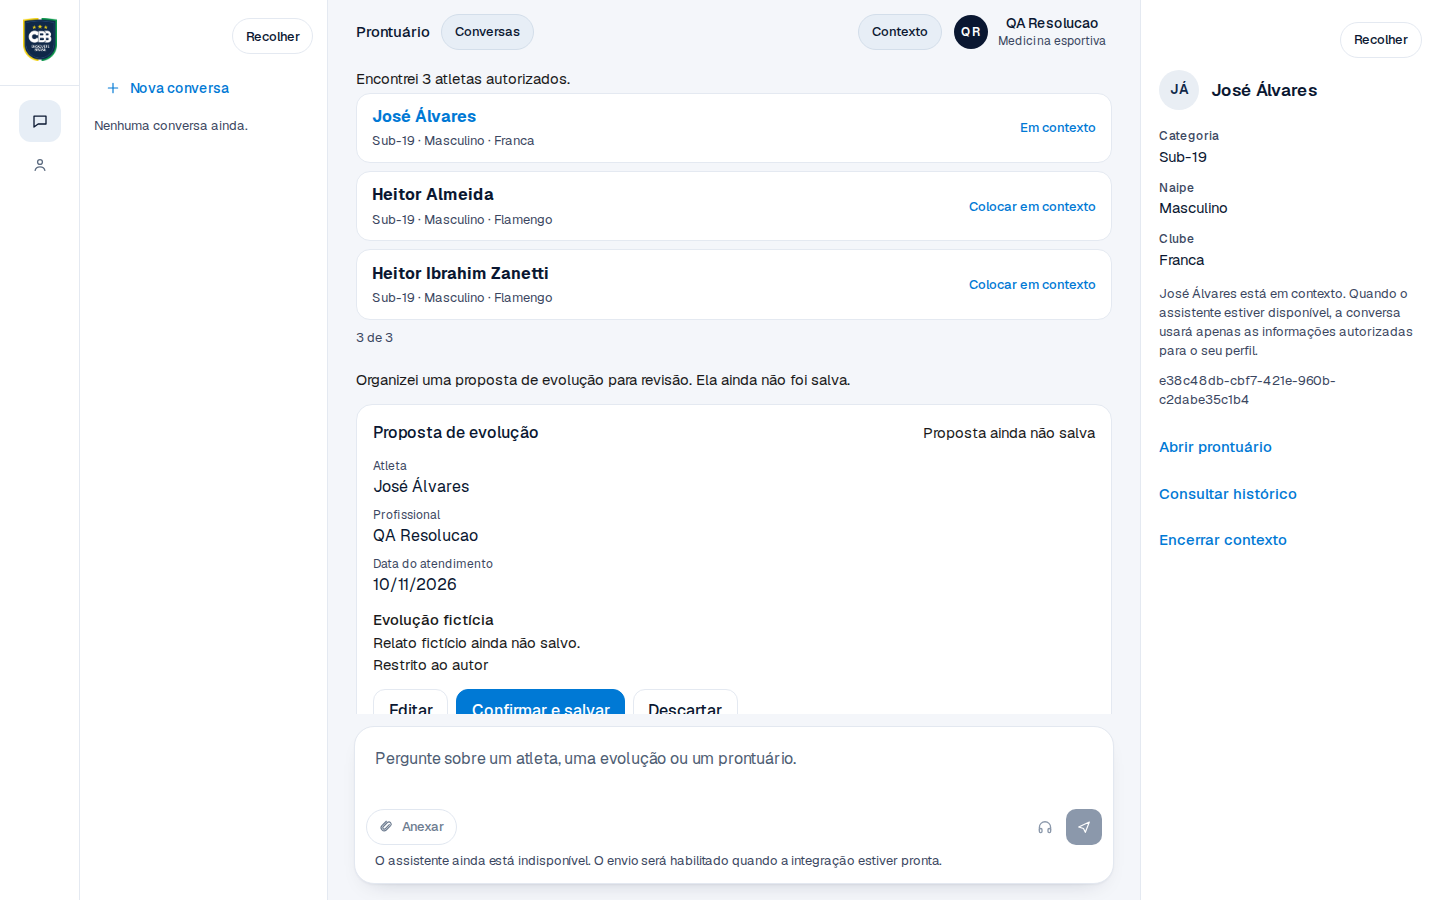 CBB
Recolher
Nova conversa
Nenhuma conversa ainda.
Prontuário
Conversas
Contexto
QR
QA Resolucao
Medicina esportiva
Encontrei 3 atletas autorizados.
José Álvares
Sub-19 · Masculino · Franca
Em contexto
Heitor Almeida
Sub-19 · Masculino · Flamengo
Colocar em contexto
Heitor Ibrahim Zanetti
Sub-19 · Masculino · Flamengo
Colocar em contexto
3 de 3
Organizei uma proposta de evolução para revisão. Ela ainda não foi salva.
Proposta de evolução
Proposta ainda não salva
Atleta
José Álvares
Profissional
QA Resolucao
Data do atendimento
10/11/2026
Evolução fictícia
Relato fictício ainda não salvo.
Restrito ao autor
Editar
Confirmar e salvar
Descartar
Pergunte sobre um atleta, uma evolução ou um prontuário.
Anexar
O assistente ainda está indisponível. O envio será habilitado quando a integração estiver pronta.
Recolher
JÁ
José Álvares
Categoria
Sub-19
Naipe
Masculino
Clube
Franca
José Álvares está em contexto. Quando o
assistente estiver disponível, a conversa
usará apenas as informações autorizadas
para o seu perfil.
e38c48db-cbf7-421e-960b-
c2dabe35c1b4
Abrir prontuário
Consultar histórico
Encerrar contexto